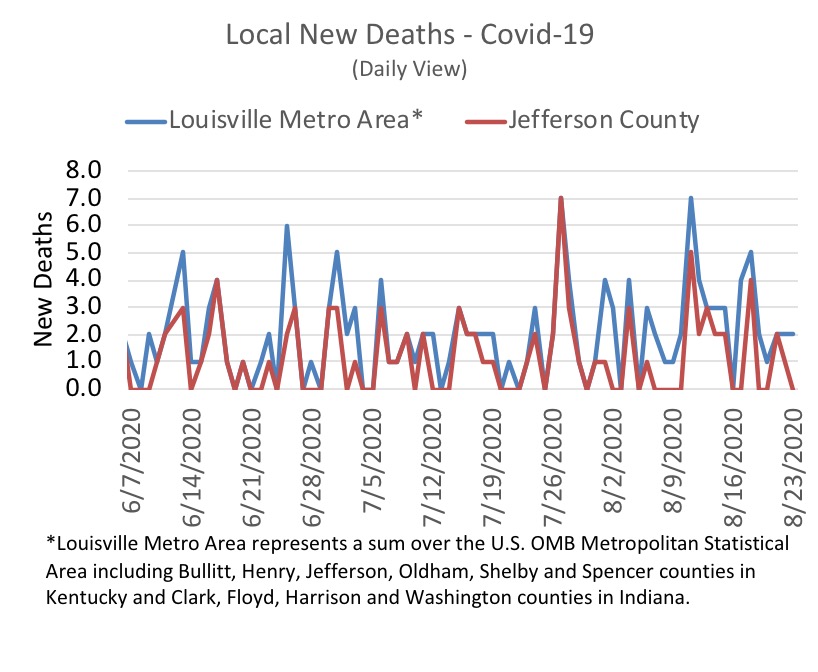 Local New Deaths - Covid-19
(Daily View)
Louisville Metro Area* Jefferson County
New Deaths
8.0
7.0
6.0
5.0
4.0
3.0
2.0
1.0
0.0
6/7/2020 6/14/2020 6/21/2020 6/28/2020 7/5/2020 7/12/2020 7/19/2020 7/26/2020 8/2/2020 8/9/2020 8/16/2020 8/23/2020
*Louisville Metro Area represents a sum over the U.S. OMB Metropolitan Statistical
Area including Bullitt, Henry, Jefferson, Oldham, Shelby and Spencer counties in
Kentucky and Clark, Floyd, Harrison and Washington counties in Indiana.